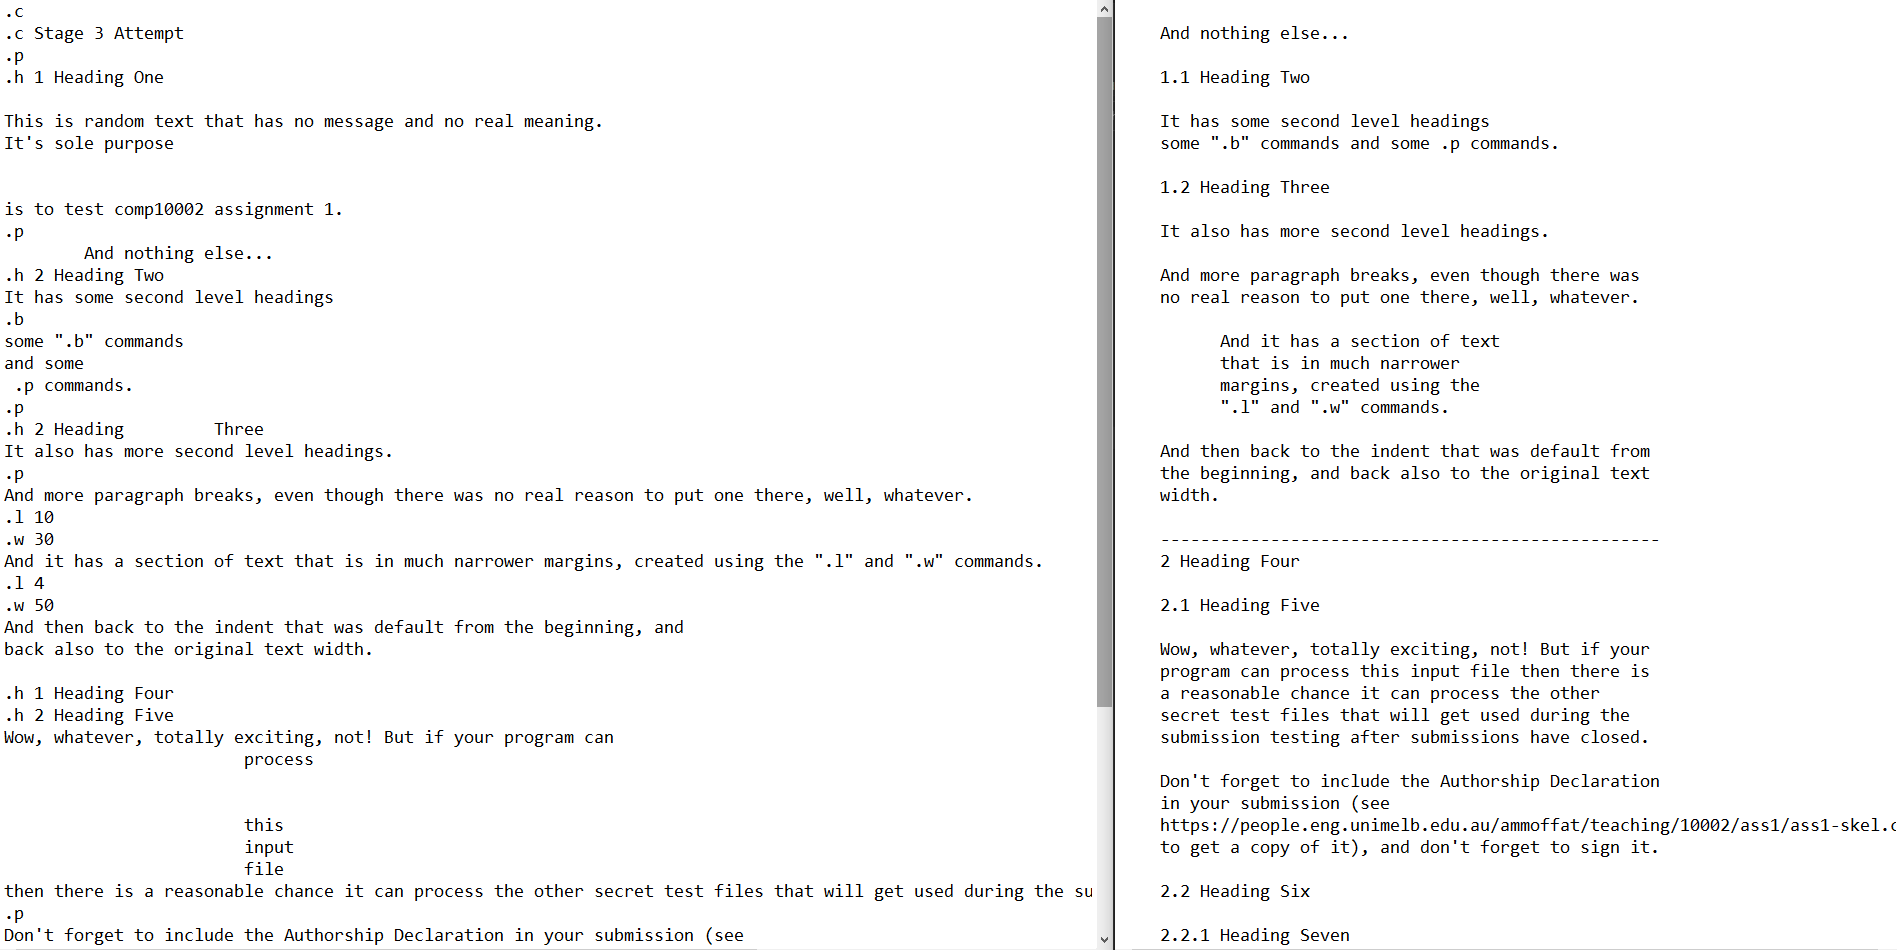 .c
.c Stage 3 Attempt
.p
.h 1 Heading One
This is random text that has no message and no real meaning.
It's sole purpose
is to test comp10002 assignment 1.
.p
And nothing else...
.h 2 Heading Two
It has some second level headings
.b
some ".b" commands
and some
.p commands.
.p
.h 2 Heading         Three
It also has more second level headings.
.p
And more paragraph breaks, even though there was no real reason to put one there, well, whatever.
.l 10
.w 30
And it has a section of text that is in much narrower margins, created using the ".l" and ".w" commands.
.l 4
.w 50
And then back to the indent that was default from the beginning, and
back also to the original text width.
.h 1 Heading Four
.h 2 Heading Five
Wow, whatever, totally exciting, not! But if your program can
process
this
input
file
then there is a reasonable chance it can process the other secret test files that will get used during the su
.p
Don't forget to include the Authorship Declaration in your submission (see
And nothing else...
1.1 Heading Two
It has some second level headings
some ".b" commands and some .p commands.
1.2 Heading Three
It also has more second level headings.
And more paragraph breaks, even though there was
no real reason to put one there, well, whatever.
And it has a section of text
that is in much narrower
margins, created using the
".l" and ".w" commands.
And then back to the indent that was default from
the beginning, and back also to the original text
width.
--------------------------------------------------
2 Heading Four
2.1 Heading Five
Wow, whatever, totally exciting, not! But if your
program can process this input file then there is
a reasonable chance it can process the other
secret test files that will get used during the
submission testing after submissions have closed.
Don't forget to include the Authorship Declaration
in your submission (see
https://people.eng.unimelb.edu.au/ammoffat/teaching/10002/ass1/ass1-skel.c
to get a copy of it), and don't forget to sign it.
2.2 Heading Six
2.2.1 Heading Seven